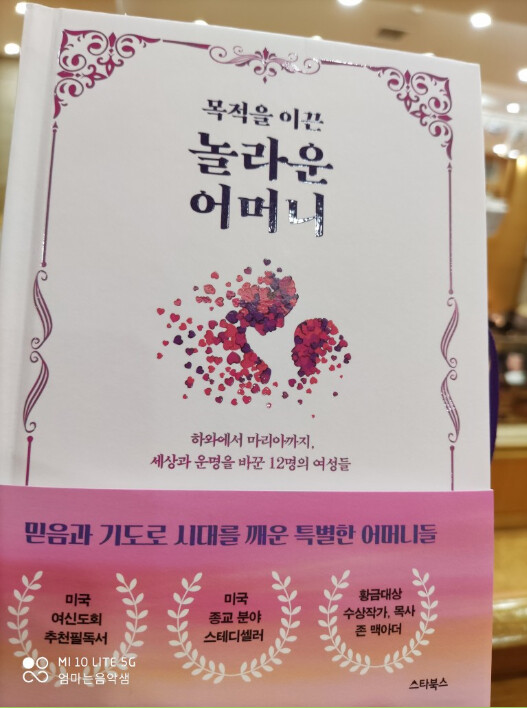 목적을 이끈
놀라운
어머니
하와에서 마리아까지,
세상과 운명을 바꾼 12명의 여성들
믿음과 기도로 시대를 깨운 특별한 어머니들
미국
여신도회
추천필독서
미국
종교 분야
스테디셀러
황금대상
수상작가, 목사
존 맥아더
스타북스
MI 10 LITE 5G
엄마는음악샘